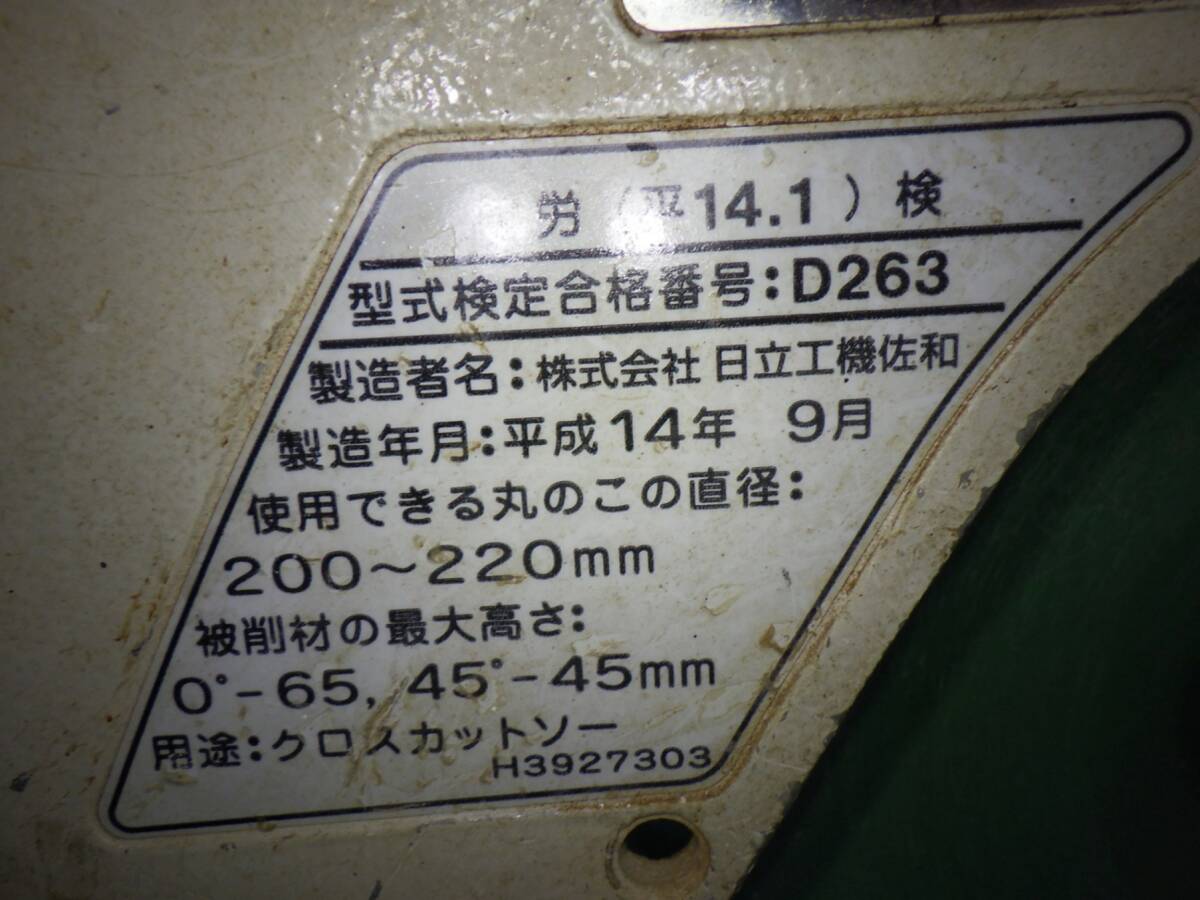 労（平14.1）検
型式検定合格番号:D263
製造者名:株式会社 日立工機佐和
製造年月:平成14年 9月
使用できる丸のこの直径:
200〜220mm
被削材の最大高さ:
0°-65, 45°-45mm
用途:クロスカットソー
H3927303